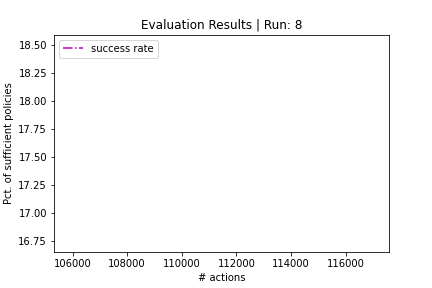 Evaluation Results | Run: 8
success rate
Pct. of sufficient policies
18.50
18.25
18.00
17.75
17.50
17.25
17.00
16.75
106000 108000 110000 112000 114000 116000
# actions